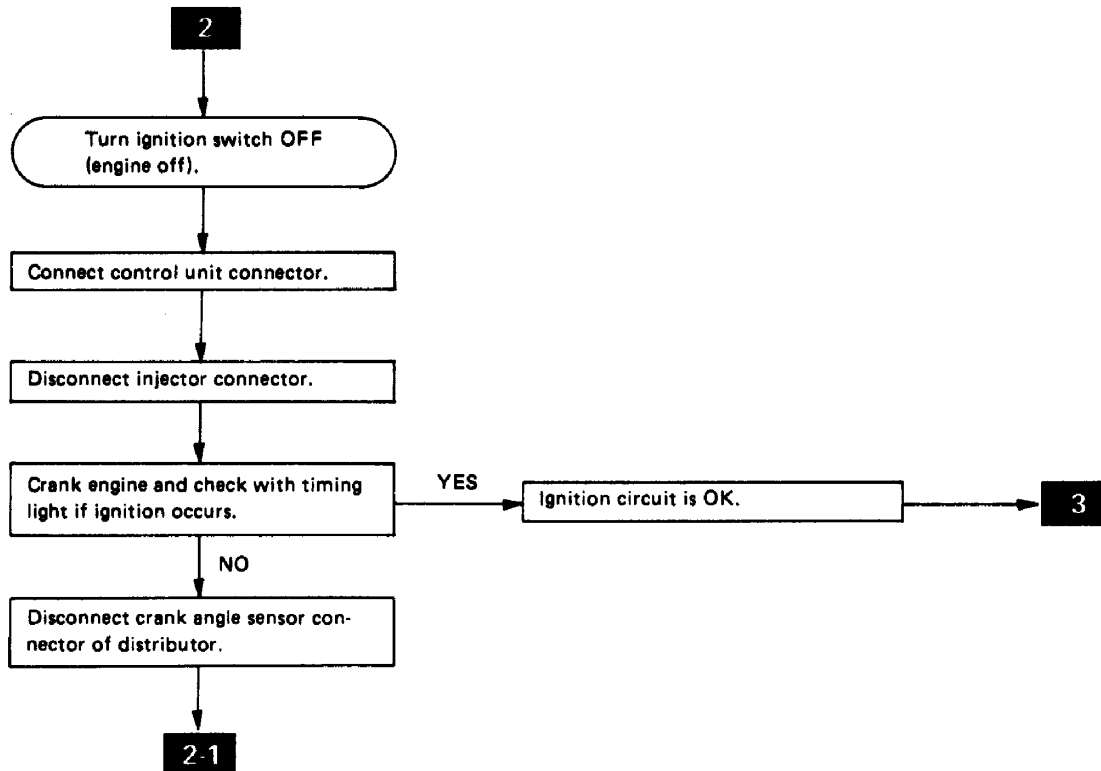 2
Turn ignition switch OFF
(engine off).
Connect control unit connector.
Disconnect injector connector.
Crank engine and check with timing
light if ignition occurs.
YES
Ignition circuit is OK.
3
NO
Disconnect crank angle sensor con-
nector of distributor.
2-1